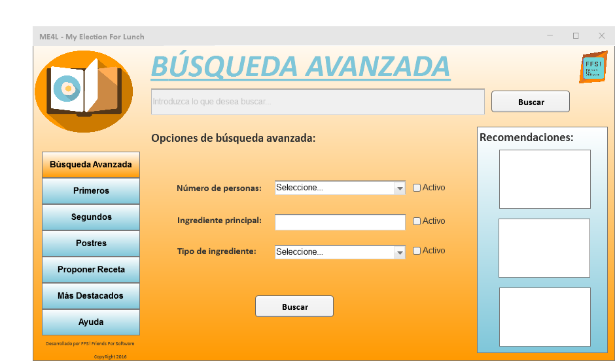 ME4L - My Election For Lunch
BÚSQUEDA AVANZADA
FFSI
Introduzca lo que desea buscar...
Buscar
Opciones de búsqueda avanzada:
Recomendaciones:
Búsqueda Avanzada
Primeros
Segundos
Postres
Proponer Receta
Más Destacados
Ayuda
Número de personas:
Seleccione...
Activo
Ingrediente principal:
Activo
Tipo de ingrediente:
Seleccione...
Activo
Buscar
Desarrollado por FFSI Friends For Software
CopyRight 2016